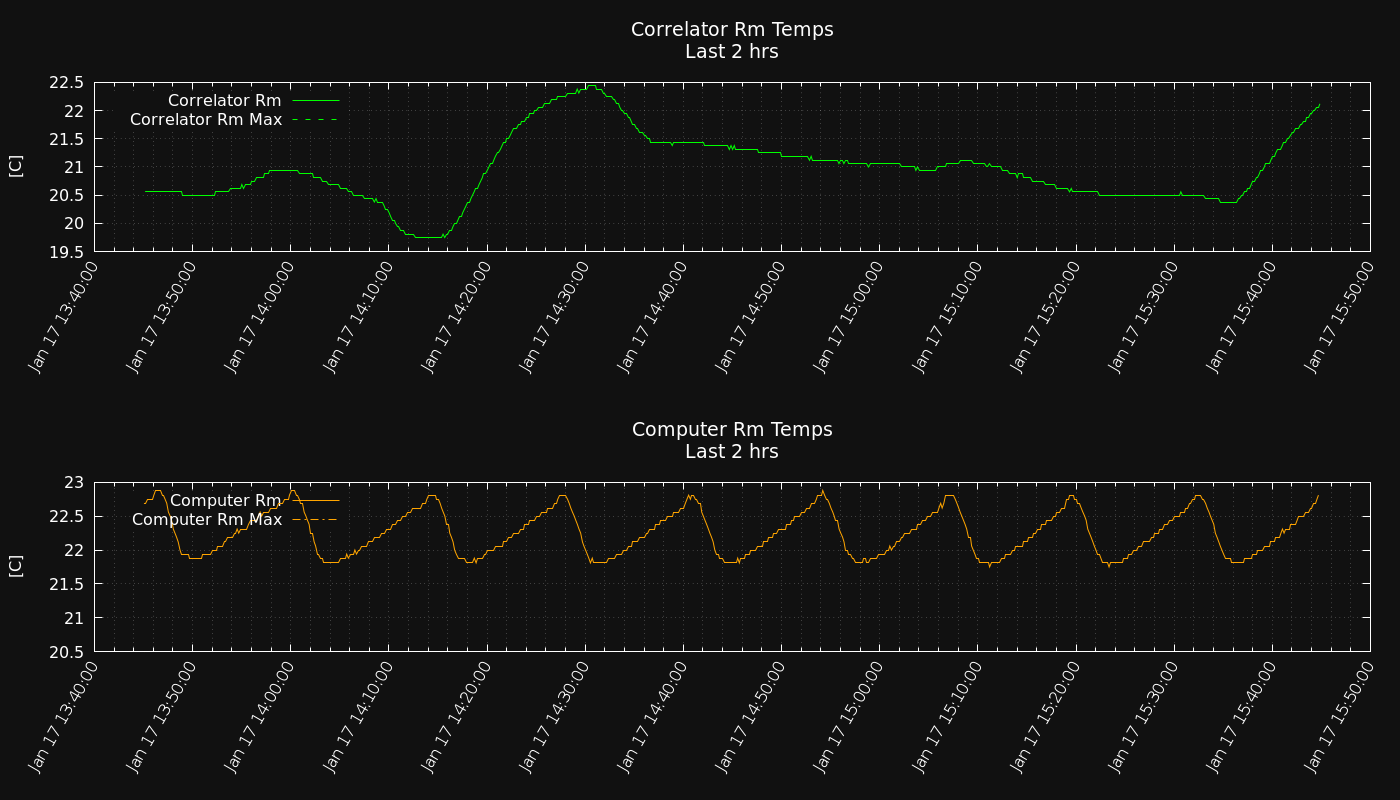 Correlator Rm Temps
Last 2 hrs
22.5
22
21.5
21
20.5
20
19.5
[C]
Correlator Rm
Correlator Rm Max
Jan 17 13:40:00
Jan 17 13:50:00
Jan 17 14:00:00
Jan 17 14:10:00
Jan 17 14:20:00
Jan 17 14:30:00
Jan 17 14:40:00
Jan 17 14:50:00
Jan 17 15:00:00
Jan 17 15:10:00
Jan 17 15:20:00
Jan 17 15:30:00
Jan 17 15:40:00
Jan 17 15:50:00
Computer Rm Temps
Last 2 hrs
23
22.5
22
21.5
21
20.5
[C]
Computer Rm
Computer Rm Max
Jan 17 13:40:00
Jan 17 13:50:00
Jan 17 14:00:00
Jan 17 14:10:00
Jan 17 14:20:00
Jan 17 14:30:00
Jan 17 14:40:00
Jan 17 14:50:00
Jan 17 15:00:00
Jan 17 15:10:00
Jan 17 15:20:00
Jan 17 15:30:00
Jan 17 15:40:00
Jan 17 15:50:00